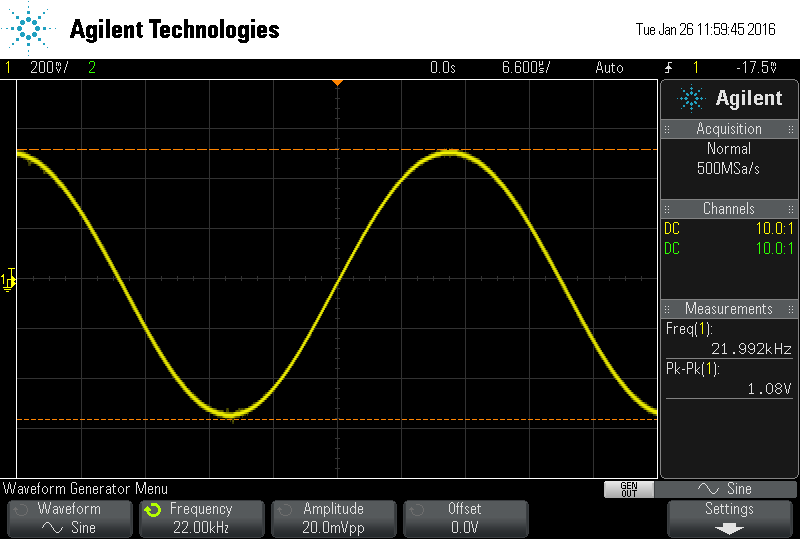 Agilent Technologies
Tue Jan 26 11:59:45 2016
1 200mV/ 2 0.0s 6.600us/ Auto 1 -17.5mV
Agilent
Acquisition
Normal
500MSa/s
Channels
DC 10.0:1
DC 10.0:1
T
1
Measurements
Freq(1):
21.992kHz
Pk-Pk(1):
1.08V
Waveform Generator Menu
GEN OUT
Sine
Waveform
Sine
Frequency
22.00kHz
Amplitude
20.0mVpp
Offset
0.0V
Settings